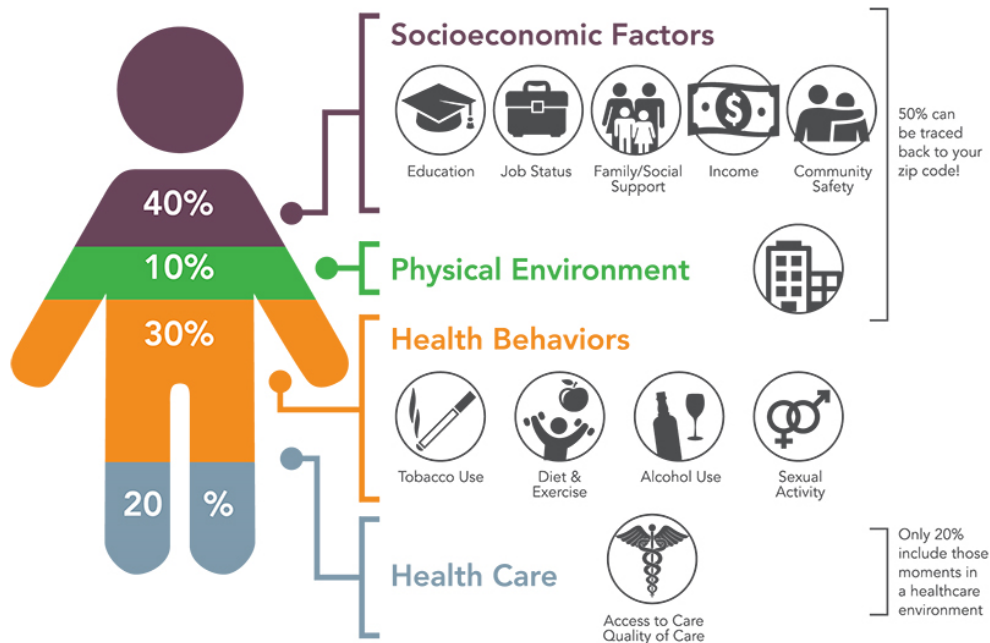 Socioeconomic Factors
Education
Job Status
Family/Social
Support
Income
Community
Safety
50% can
be traced
back to your
zip code!
40%
10%
Physical Environment
30%
Health Behaviors
Tobacco Use
Diet &
Exercise
Alcohol Use
Sexual
Activity
20 %
Health Care
Access to Care
Quality of Care
Only 20%
include those
moments in
a healthcare
environment